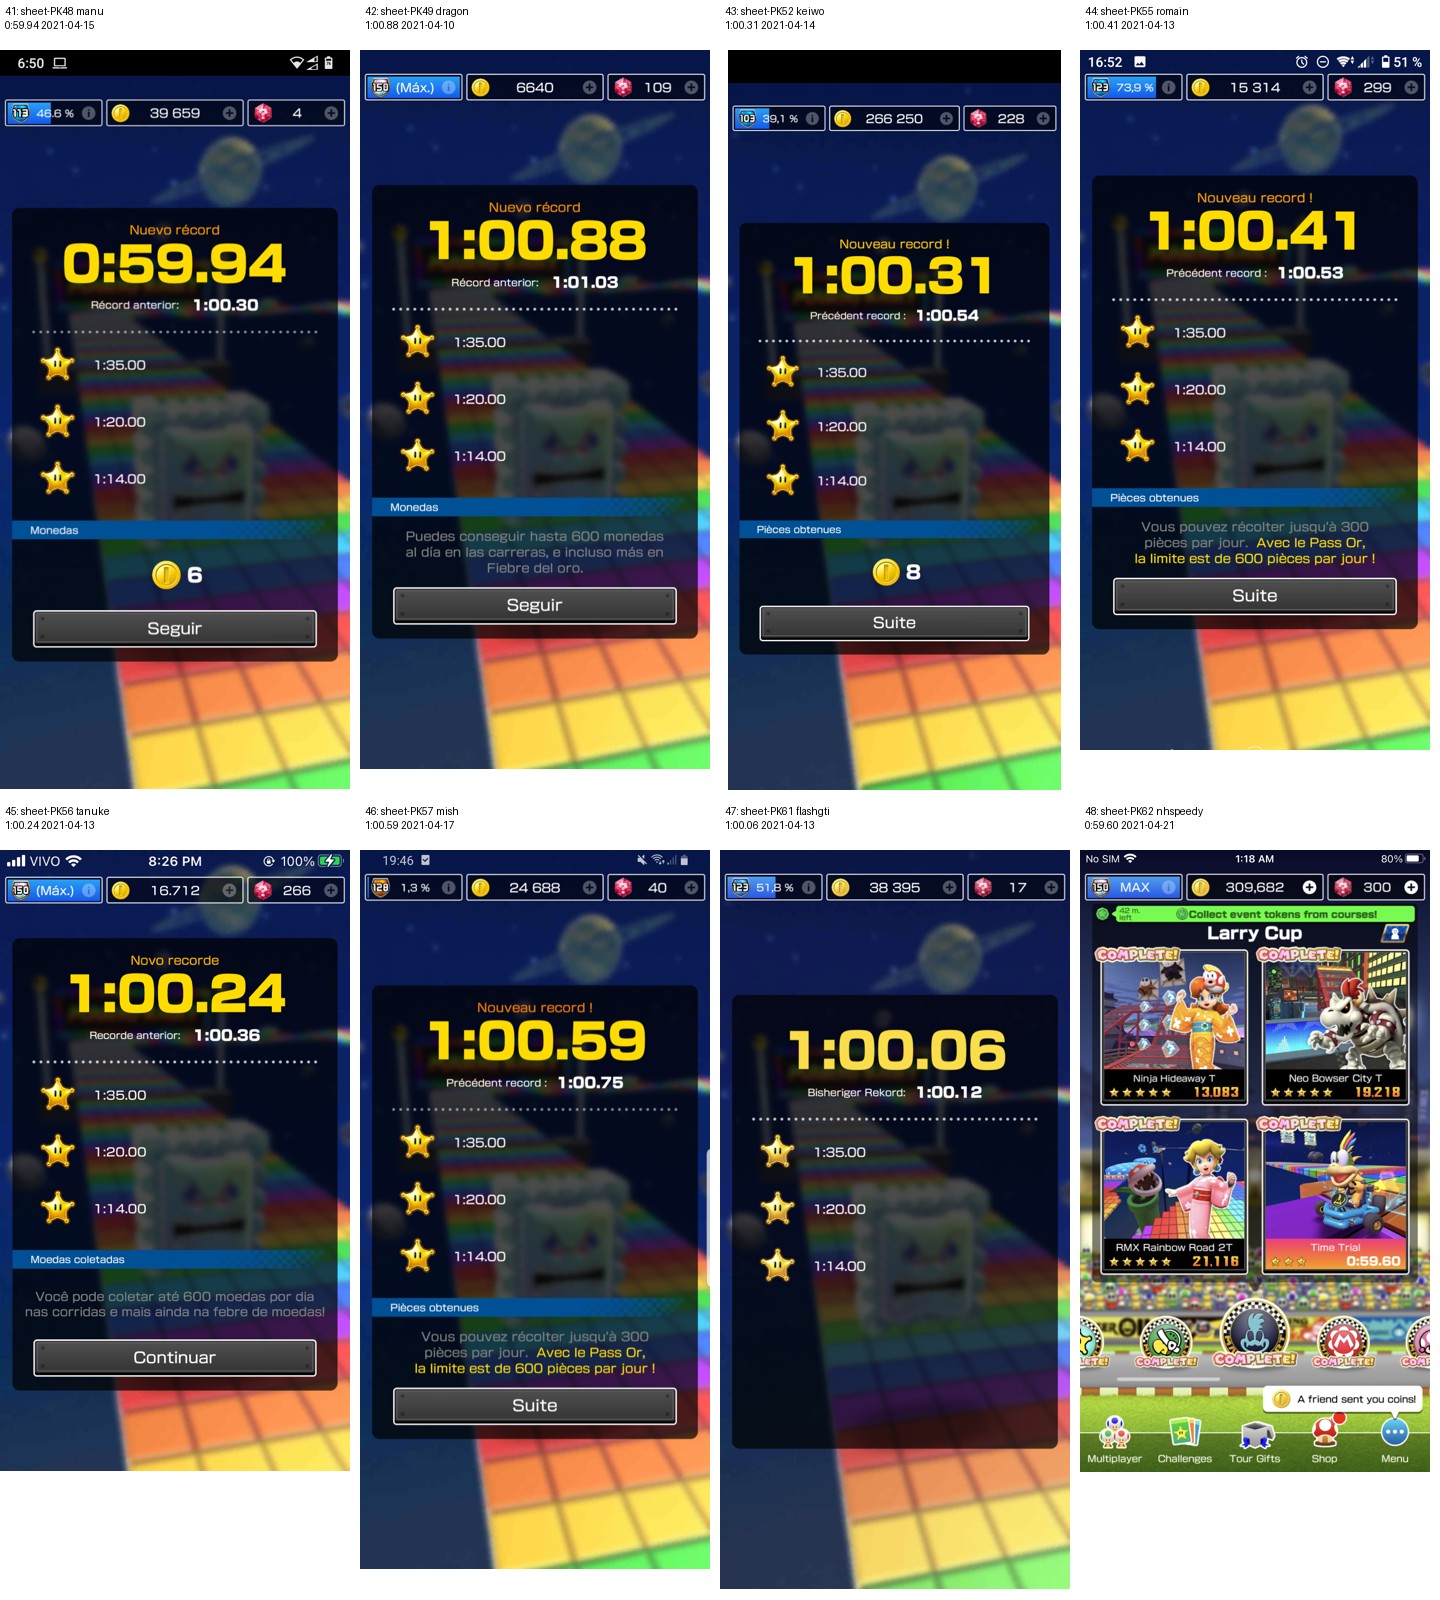 41: sheet-PK48 manu
0:59.94 2021-04-15
6:50
113 46.6 % 39 659 4
Nuevo récord
0:59.94
Récord anterior: 1:00.30
1:35.00
1:20.00
1:14.00
Monedas
6
Seguir
42: sheet-PK49 dragon
1:00.88 2021-04-10
150 (Máx.) 6640 109
Nuevo récord
1:00.88
Récord anterior: 1:01.03
1:35.00
1:20.00
1:14.00
Monedas
Puedes conseguir hasta 600 monedas
al día en las carreras, e incluso más en
Fiebre del oro.
Seguir
43: sheet-PK52 keiwo
1:00.31 2021-04-14
103 39,1 % 266 250 228
Nouveau record !
1:00.31
Précédent record : 1:00.54
1:35.00
1:20.00
1:14.00
Pièces obtenues
8
Suite
44: sheet-PK55 romain
1:00.41 2021-04-13
16:52 51 %
123 73,9 % 15 314 299
Nouveau record !
1:00.41
Précédent record : 1:00.53
1:35.00
1:20.00
1:14.00
Pièces obtenues
Vous pouvez récolter jusqu'à 300
pièces par jour. Avec le Pass Or,
la limite est de 600 pièces par jour !
Suite
45: sheet-PK56 tanuke
1:00.24 2021-04-13
VIVO 8:26 PM 100%
150 (Máx.) 16.712 266
Novo recorde
1:00.24
Recorde anterior: 1:00.36
1:35.00
1:20.00
1:14.00
Moedas coletadas
Você pode coletar até 600 moedas por dia
nas corridas e mais ainda na febre de moedas!
Continuar
46: sheet-PK57 mish
1:00.59 2021-04-17
19:46
128 1,3 % 24 688 40
Nouveau record !
1:00.59
Précédent record : 1:00.75
1:35.00
1:20.00
1:14.00
Pièces obtenues
Vous pouvez récolter jusqu'à 300
pièces par jour. Avec le Pass Or,
la limite est de 600 pièces par jour !
Suite
47: sheet-PK61 flashgti
1:00.06 2021-04-13
123 51,8 % 38 395 17
1:00.06
Bisheriger Rekord: 1:00.12
1:35.00
1:20.00
1:14.00
48: sheet-PK62 nhspeedy
0:59.60 2021-04-21
No SIM 1:18 AM 80%
150 MAX 309,682 300
42 m.
left
Collect event tokens from courses!
Larry Cup
COMPLETE! COMPLETE!
Ninja Hideaway T Neo Bowser City T
13,083 19,218
COMPLETE! COMPLETE!
RMX Rainbow Road 2T Time Trial
21,116 0:59.60
COMPLETE! COMPLETE! COMPLETE!
A friend sent you coins!
Multiplayer Challenges Tour Gifts Shop Menu